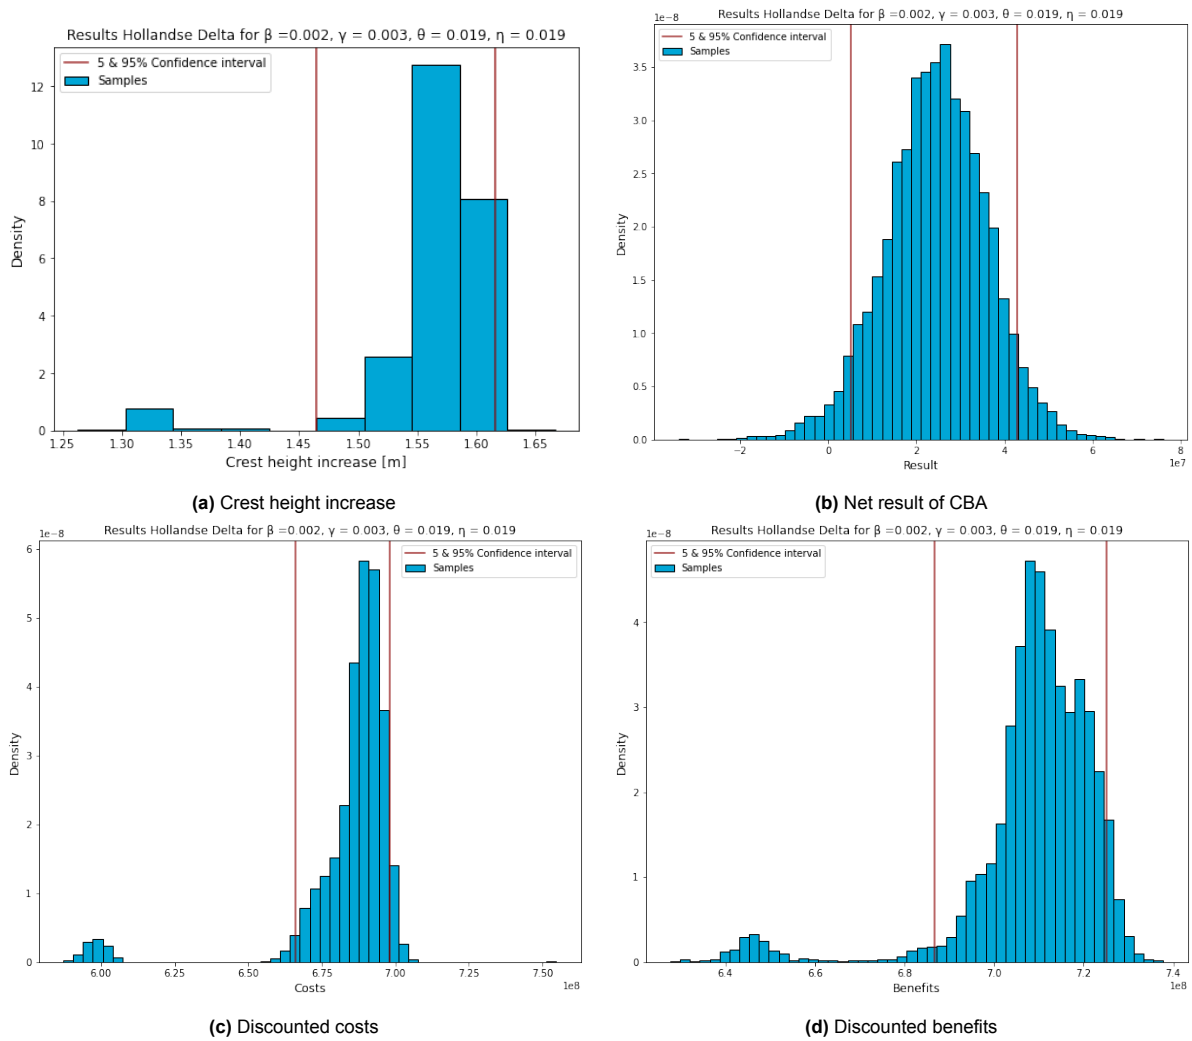 Results Hollandse Delta for β =0.002, γ = 0.003, θ = 0.019, η = 0.019
5 & 95% Confidence interval
Samples
12
10
8
6
4
2
0
Density
1.25 1.30 1.35 1.40 1.45 1.50 1.55 1.60 1.65
Crest height increase [m]
(a) Crest height increase
Results Hollandse Delta for β =0.002, γ = 0.003, θ = 0.019, η = 0.019
1e−8
5 & 95% Confidence interval
Samples
3.5
3.0
2.5
2.0
1.5
1.0
0.5
0.0
Density
−2 0 2 4 6 8
1e7
Result
(b) Net result of CBA
Results Hollandse Delta for β =0.002, γ = 0.003, θ = 0.019, η = 0.019
1e−8
5 & 95% Confidence interval
Samples
6
5
4
3
2
1
0
Density
6.00 6.25 6.50 6.75 7.00 7.25 7.50
1e8
Costs
(c) Discounted costs
Results Hollandse Delta for β =0.002, γ = 0.003, θ = 0.019, η = 0.019
1e−8
5 & 95% Confidence interval
Samples
4
3
2
1
0
Density
6.4 6.6 6.8 7.0 7.2 7.4
1e8
Benefits
(d) Discounted benefits